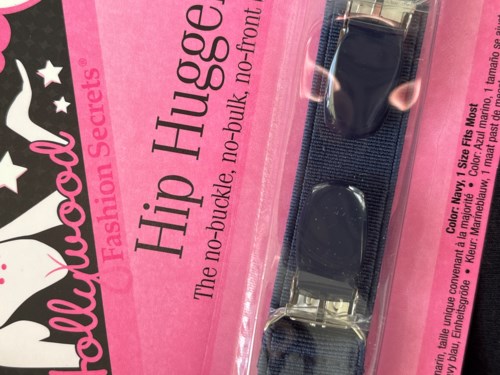 Hollywood
Fashion Secrets®
Hip Hugge
The no-buckle, no-bulk, no-front
Color: Navy, 1 Size Fits Most
marin, taille unique convenant à la majorité • Color: Azul marino, 1 tamaño se
vy blau, Einheitsgröße • Kleur: Marineblauw, 1 maat past de